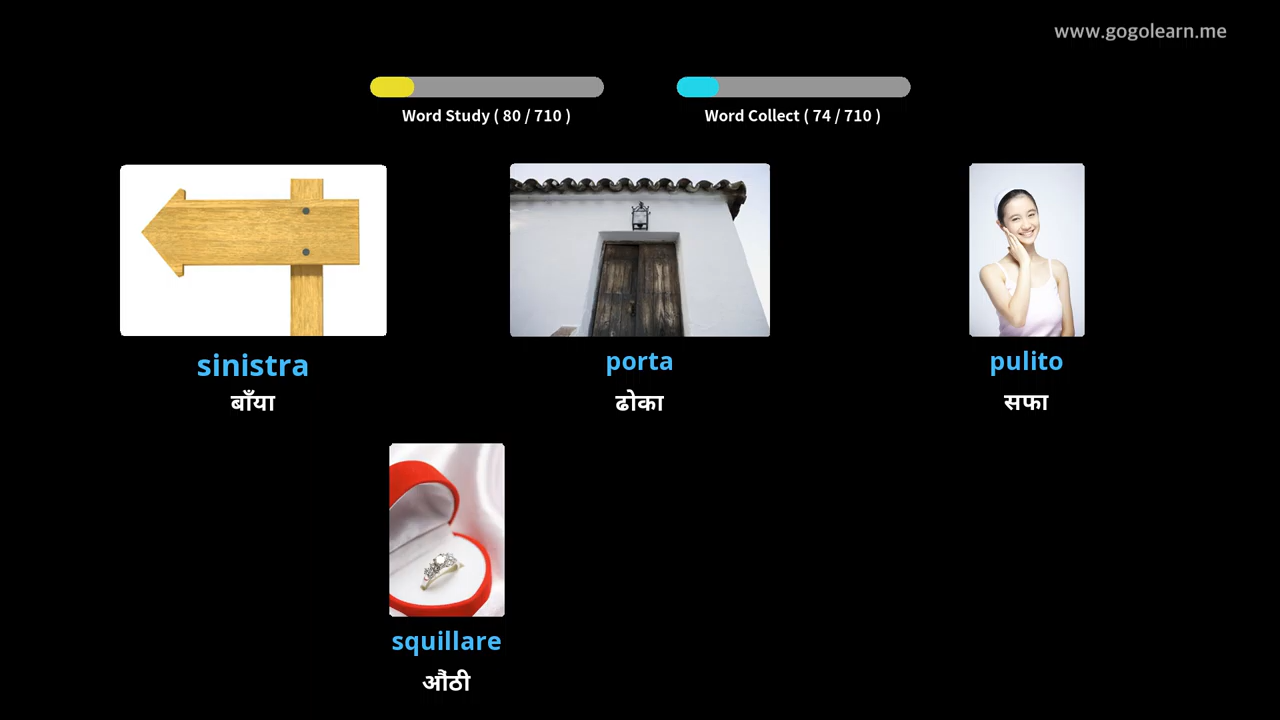 www.gogolearn.me
Word Study ( 80 / 710 )
Word Collect ( 74 / 710 )
sinistra
बाँया
porta
ढोका
pulito
सफा
squillare
औंठी